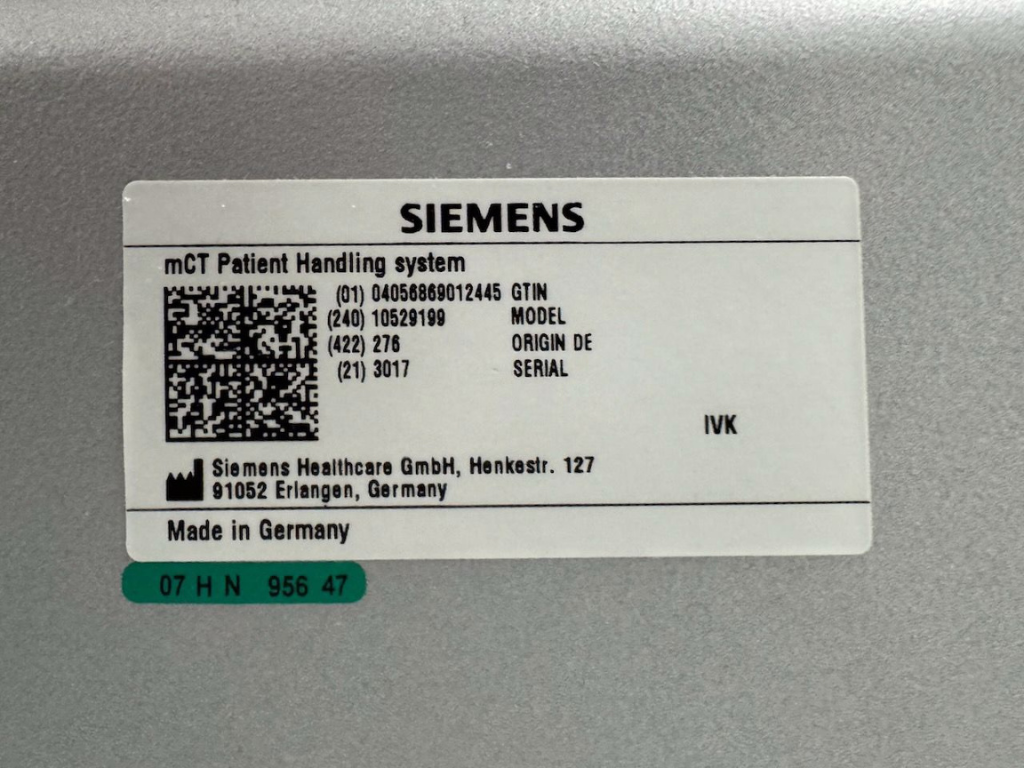 SIEMENS
mCT Patient Handling system
(01) 04056869012445 GTIN
(240) 10529199 MODEL
(422) 276 ORIGIN DE
(21) 3017 SERIAL
IVK
Siemens Healthcare GmbH, Henkestr. 127
91052 Erlangen, Germany
Made in Germany
07 H N 956 47